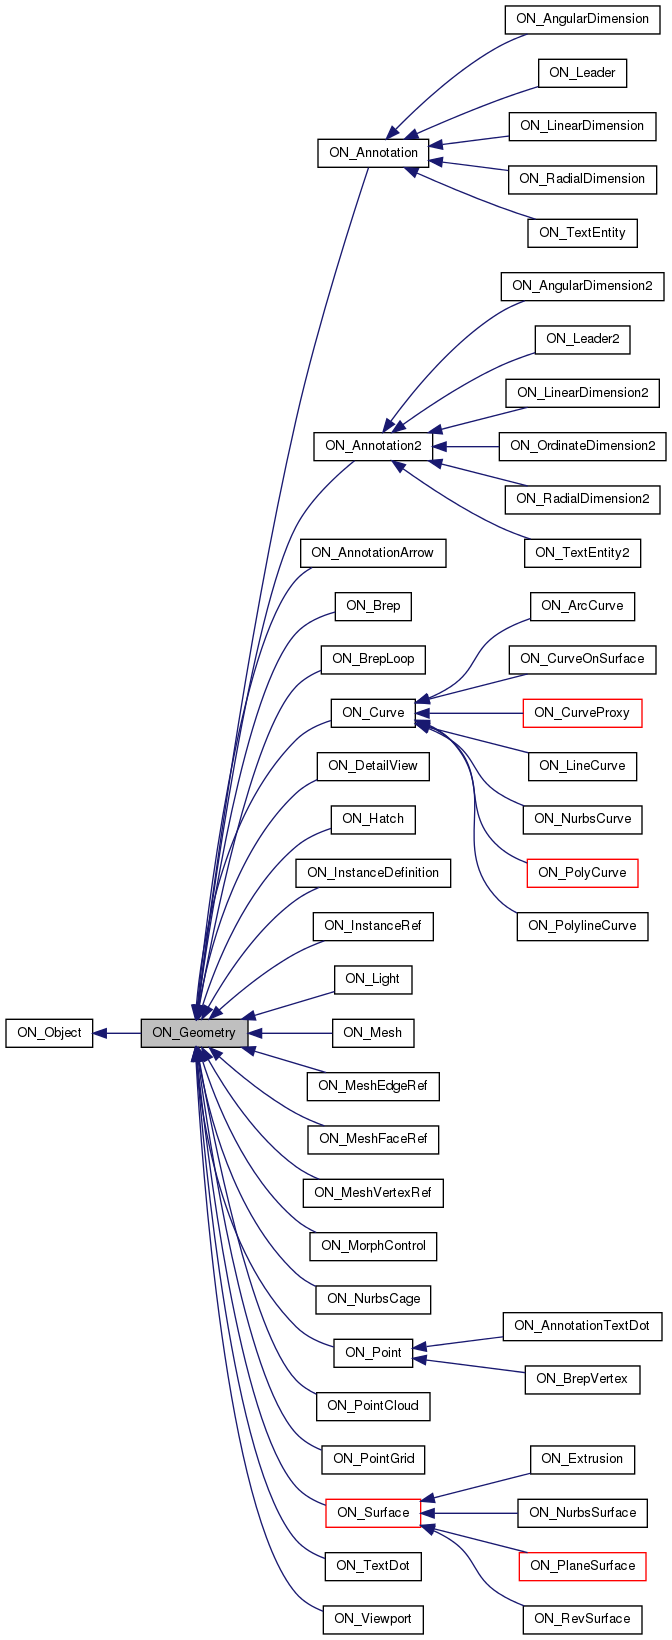 ON_AngularDimension
ON_Leader
ON_LinearDimension
ON_Annotation
ON_RadialDimension
ON_TextEntity
ON_AngularDimension2
ON_Leader2
ON_LinearDimension2
ON_Annotation2
ON_OrdinateDimension2
ON_RadialDimension2
ON_TextEntity2
ON_AnnotationArrow
ON_Brep
ON_ArcCurve
ON_BrepLoop
ON_CurveOnSurface
ON_Curve
ON_CurveProxy
ON_DetailView
ON_LineCurve
ON_Hatch
ON_NurbsCurve
ON_InstanceDefinition
ON_PolyCurve
ON_InstanceRef
ON_PolylineCurve
ON_Light
ON_Object
ON_Geometry
ON_Mesh
ON_MeshEdgeRef
ON_MeshFaceRef
ON_MeshVertexRef
ON_MorphControl
ON_NurbsCage
ON_AnnotationTextDot
ON_Point
ON_BrepVertex
ON_PointCloud
ON_PointGrid
ON_Extrusion
ON_Surface
ON_NurbsSurface
ON_TextDot
ON_PlaneSurface
ON_Viewport
ON_RevSurface